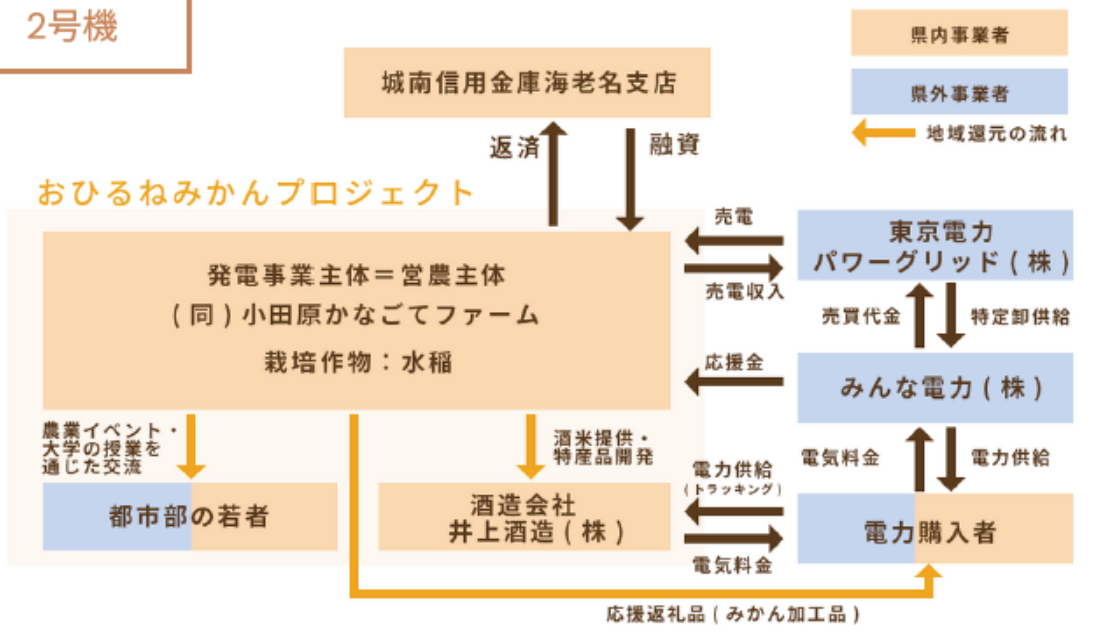 2号機
県内事業者
県外事業者
地域還元の流れ
城南信用金庫海老名支店
返済
融資
おひるねみかんプロジェクト
発電事業主体＝営農主体
(同)小田原かなごてファーム
栽培作物：水稲
売電
売電収入
東京電力
パワーグリッド(株)
売買代金
特定卸供給
応援金
みんな電力(株)
電気料金
電力供給
農業イベント・
大学の授業を
通じた交流
酒米提供・
特産品開発
電力供給
(トラッキング)
電気料金
都市部の若者
酒造会社
井上酒造(株)
電力購入者
応援返礼品(みかん加工品)